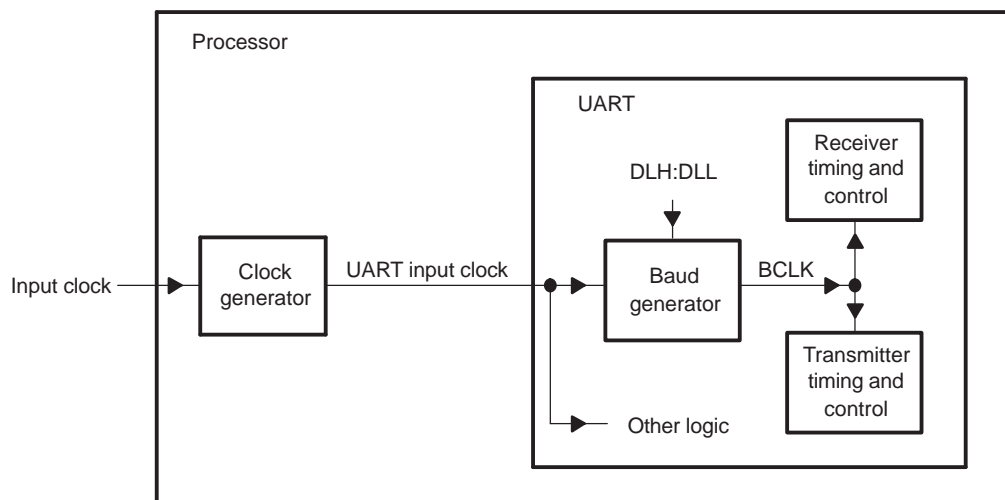 Processor
UART
Receiver
timing and
control
DLH:DLL
Input clock
Clock
generator
UART input clock
Baud
generator
BCLK
Transmitter
timing and
control
Other logic